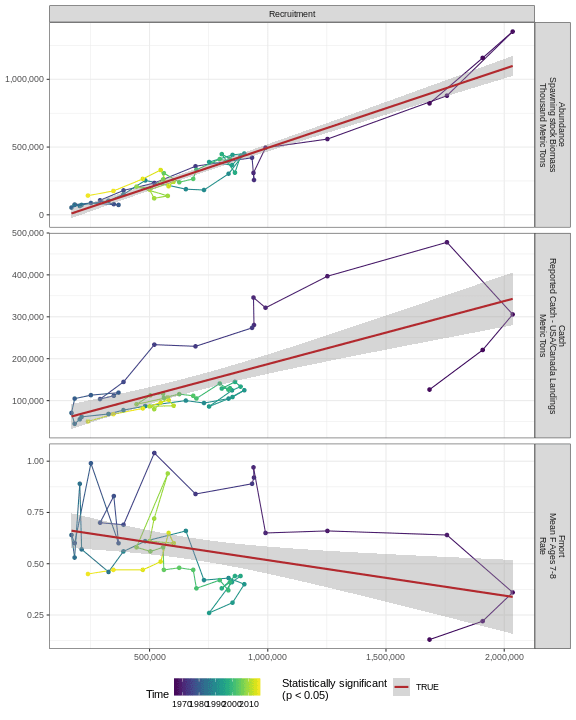 Recruitment
1,000,000
500,000
0
Abundance
Spawning stock Biomass
Thousand Metric Tons
500,000
400,000
300,000
200,000
100,000
Catch
Reported Catch - USA/Canada Landings
Metric Tons
1.00
0.75
0.50
0.25
Fmort
Mean F Ages 7-8
Rate
500,000 1,000,000 1,500,000 2,000,000
Time
1970 1980 1990 2000 2010
Statistically significant
(p < 0.05)
TRUE